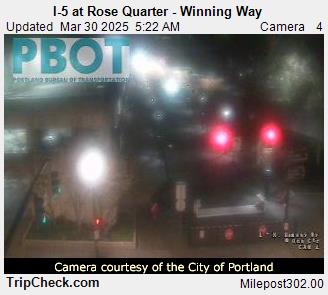 I-5 at Rose Quarter - Winning Way
Updated Mar 30 2025 5:22 AM Camera 4
PBOT
PORTLAND BUREAU OF TRANSPORTATION
Camera courtesy of the City of Portland
TripCheck.com Milepost302.00